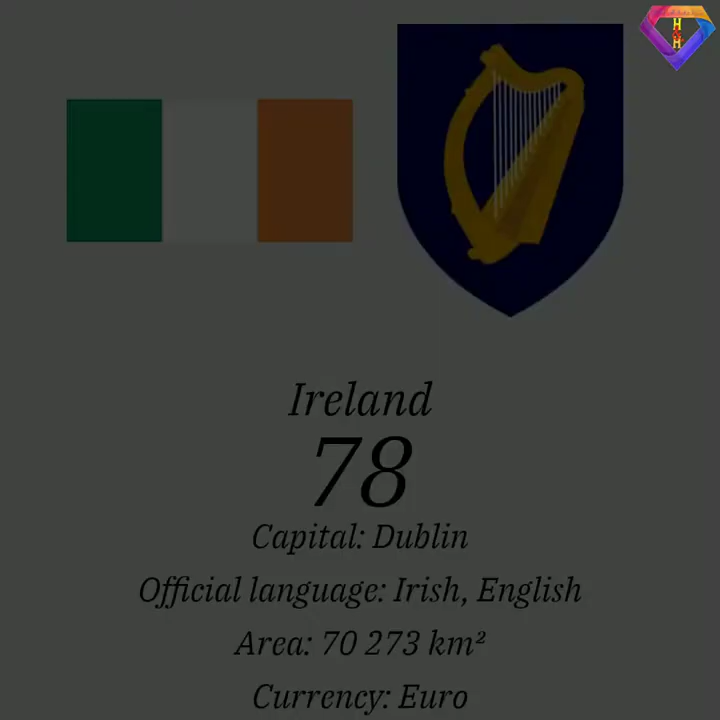 H
&
H
Ireland
78
Capital: Dublin
Official language: Irish, English
Area: 70 273 km²
Currency: Euro